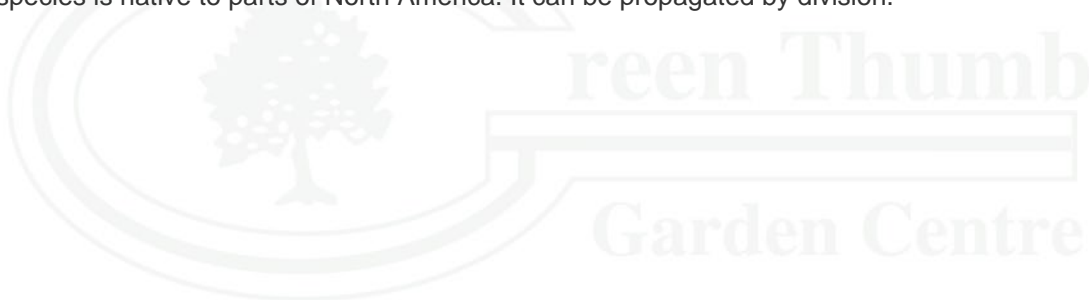 species is native to parts of North America. It can be propagated by division.
reen Thumb
Garden Centre